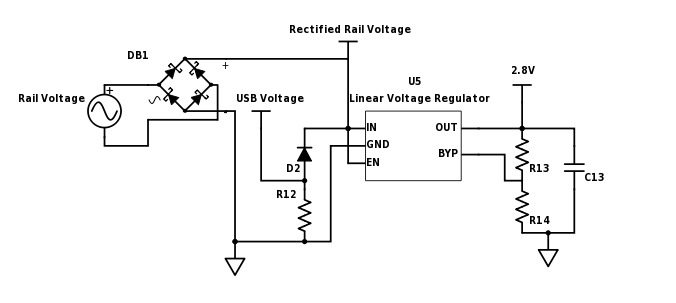 Rectified Rail Voltage
DB1
+
U5
2.8V
Rail Voltage
+
USB Voltage
Linear Voltage Regulator
-
IN
OUT
GND
BYP
EN
D2
R13
C13
R12
R14